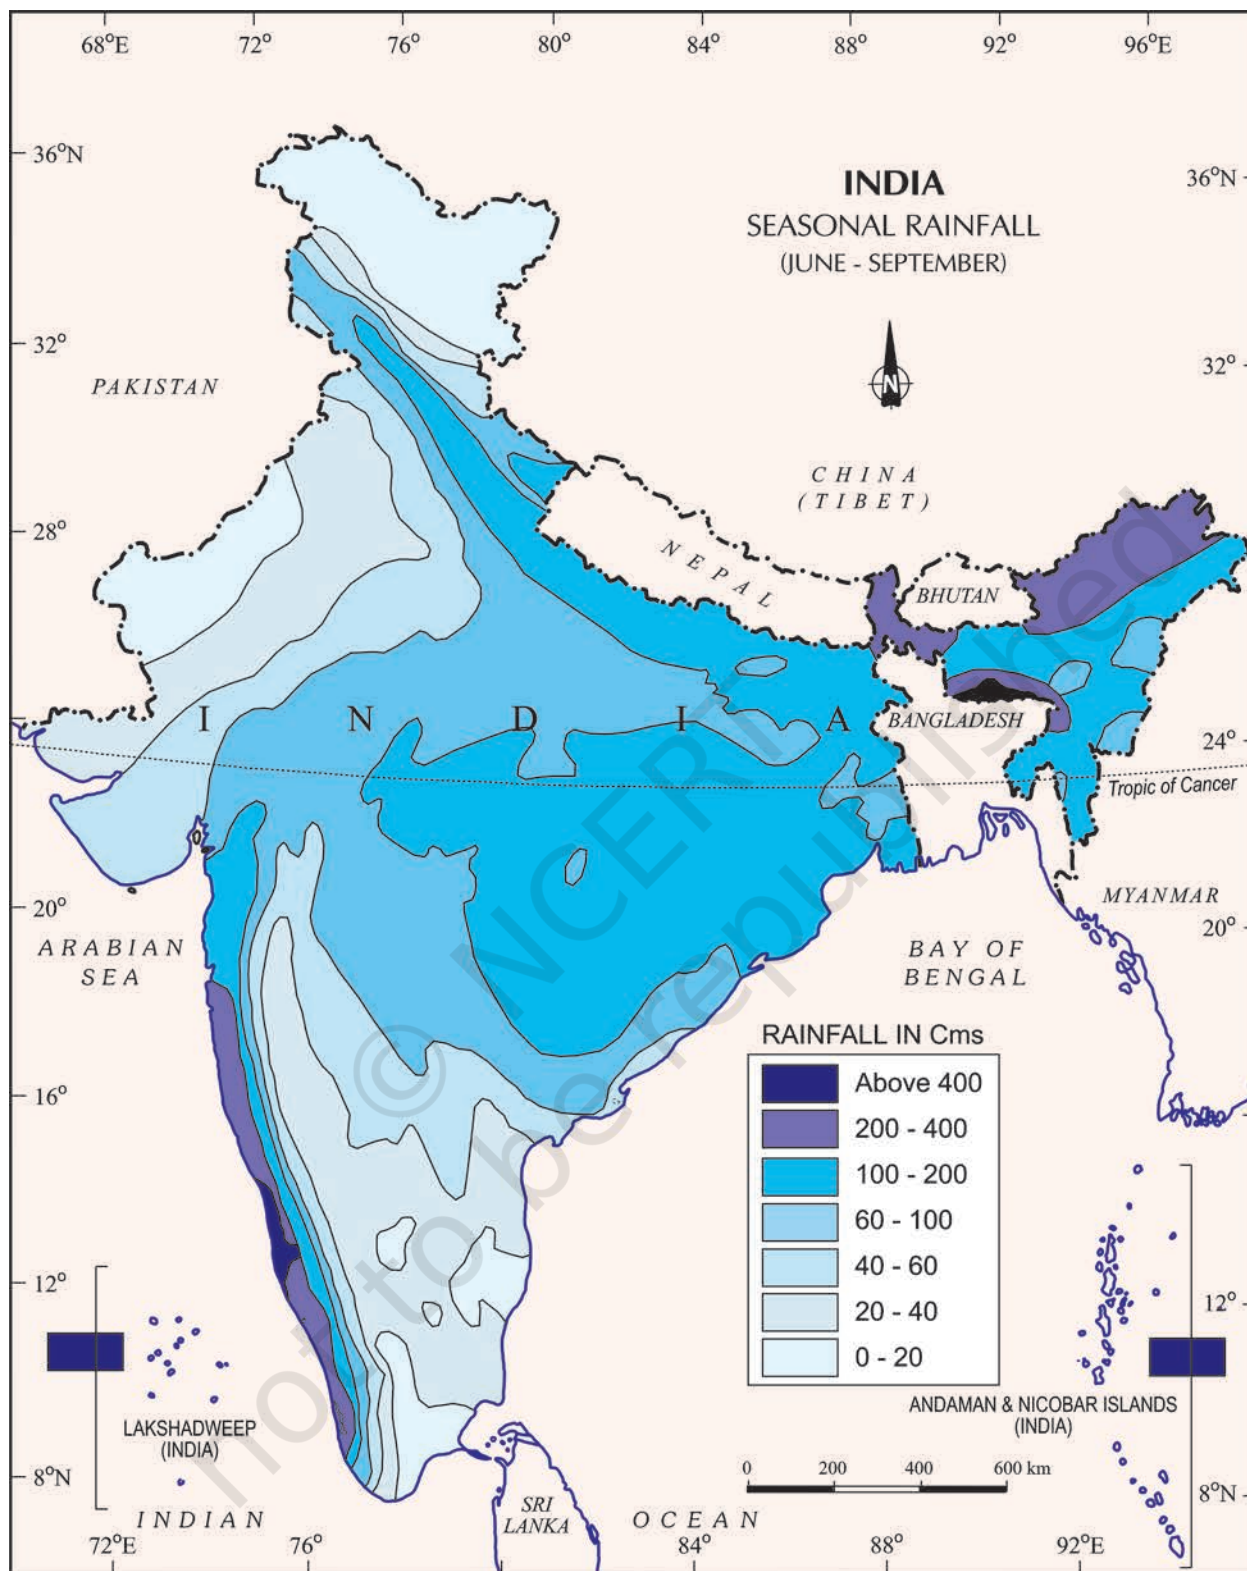 68°E 72° 76° 80° 84° 88° 92° 96°E
36°N
INDIA
36°N
SEASONAL RAINFALL
(JUNE - SEPTEMBER)
32°
32°
N
PAKISTAN
CHINA
(TIBET)
28°
NEPAL
28°
BHUTAN
I N D I A
BANGLADESH
24°
24°
Tropic of Cancer
20°
MYANMAR
20°
ARABIAN
SEA
BAY OF
BENGAL
© NCERT
not to be republished
RAINFALL IN Cms
Above 400
200 - 400
100 - 200
60 - 100
40 - 60
20 - 40
0 - 20
16°
12°
12°
LAKSHADWEEP
(INDIA)
ANDAMAN & NICOBAR ISLANDS
(INDIA)
0 200 400 600 km
8°N
8°N
SRI
LANKA
INDIAN OCEAN
72°E 76° 84° 88° 92°E